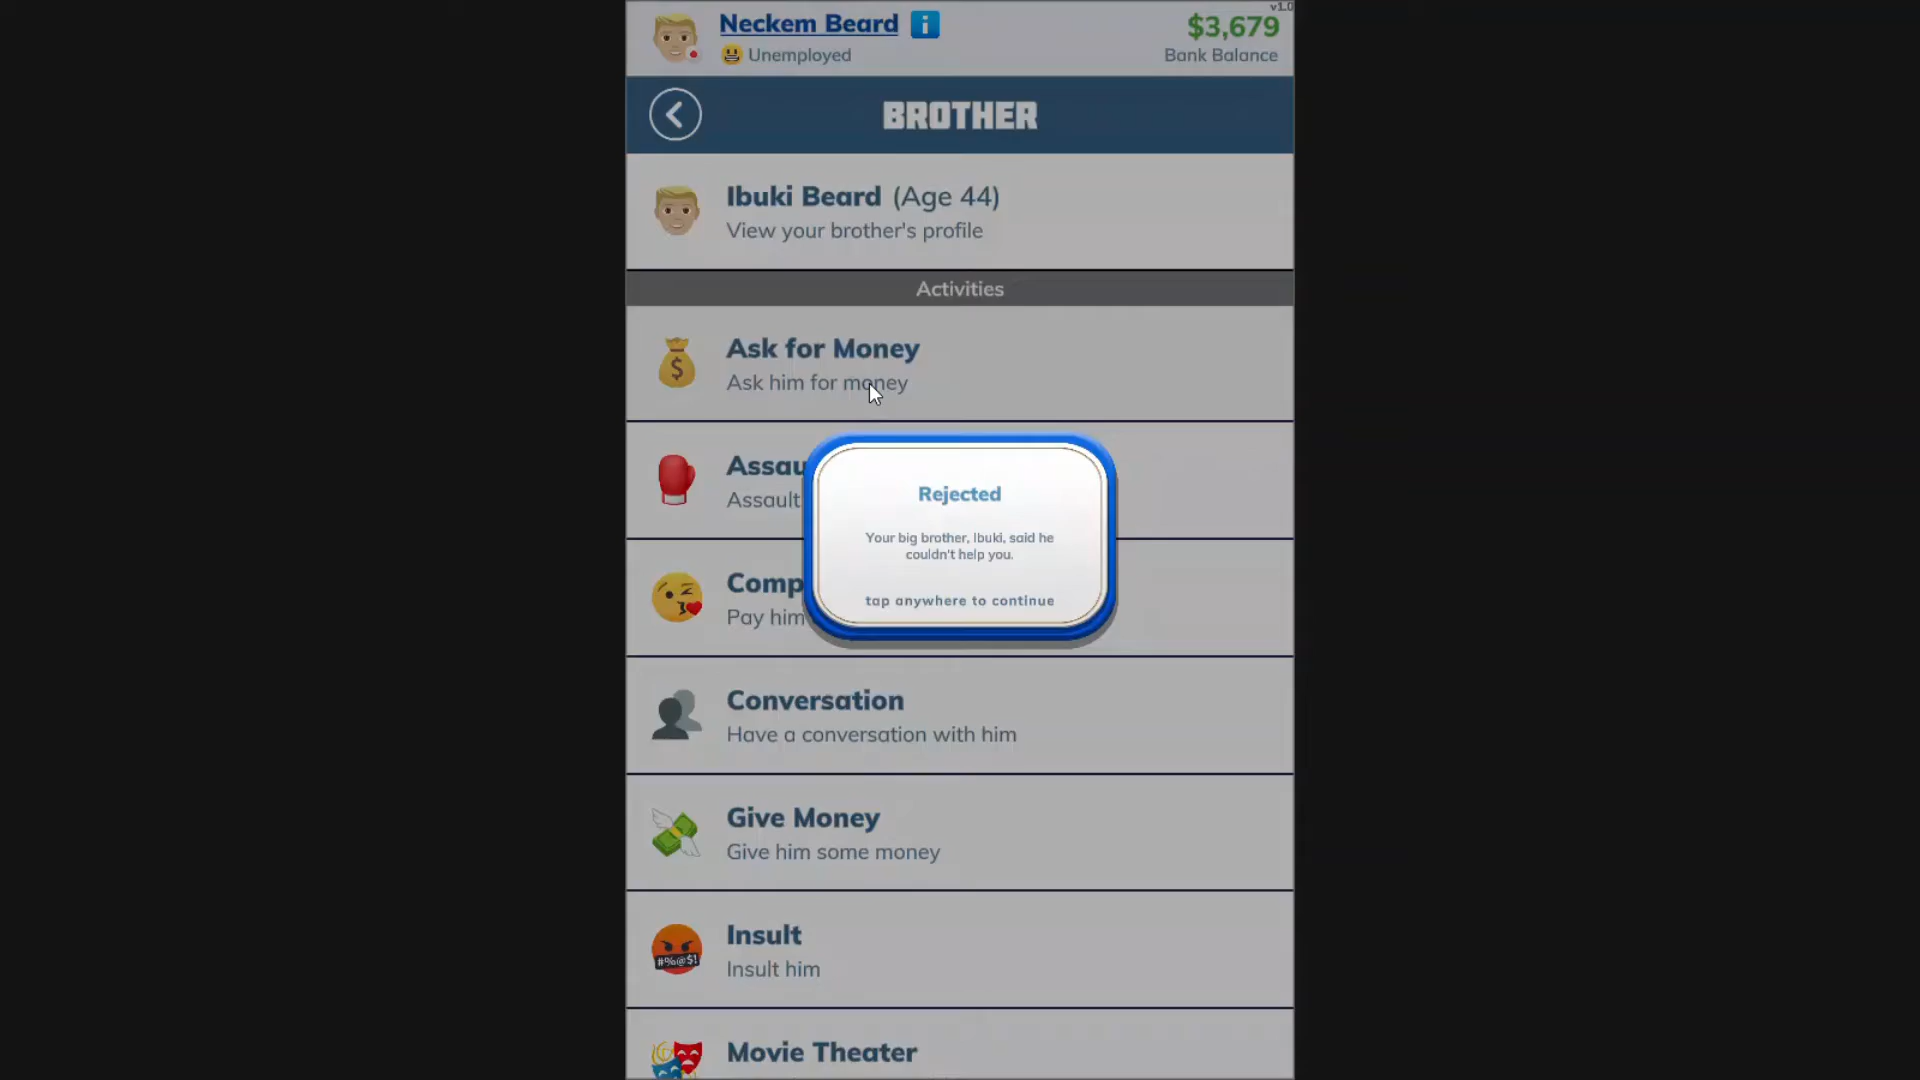 v1.0
Neckem Beard i
$3,679
Unemployed
Bank Balance
BROTHER
Ibuki Beard (Age 44)
View your brother's profile
Activities
Ask for Money
Ask him for money
Assau
Assault
Comp
Pay him
Rejected
Your big brother, Ibuki, said he
couldn't help you.
tap anywhere to continue
Conversation
Have a conversation with him
Give Money
Give him some money
#%@$!
Insult
Insult him
Movie Theater